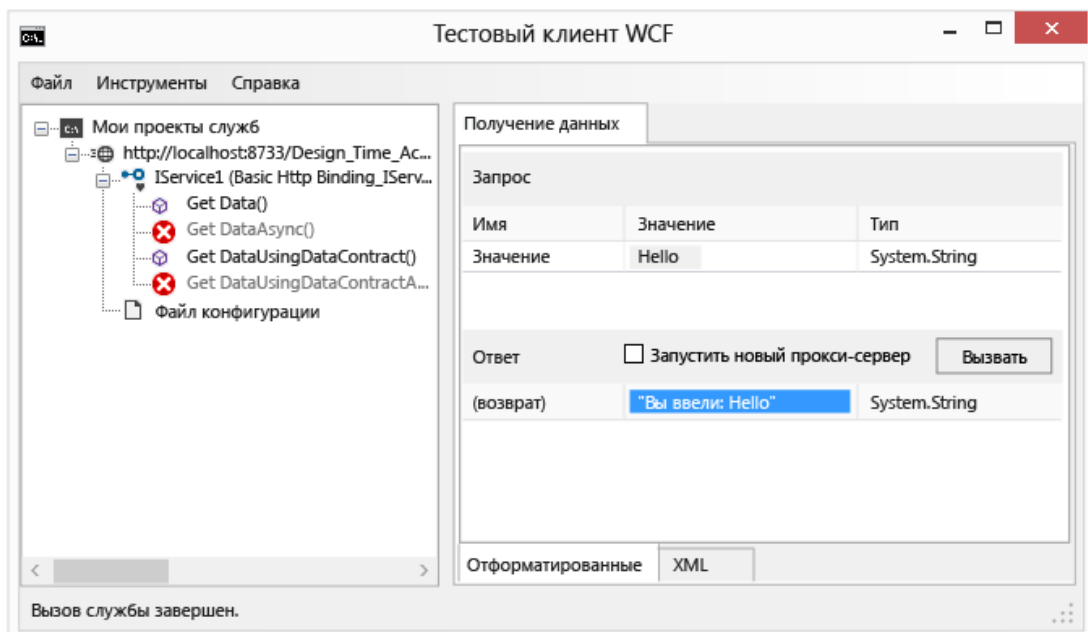 Тестовый клиент WCF
Файл Инструменты Справка
Мои проекты служб
http://localhost:8733/Design_Time_Ac...
IService1 (Basic Http Binding_IServ...
Get Data()
Get DataAsync()
Get DataUsingDataContract()
Get DataUsingDataContractA...
Файл конфигурации
Получение данных
Запрос
Имя Значение Тип
Значение Hello System.String
Ответ Запустить новый прокси-сервер Вызвать
(возврат) "Вы ввели: Hello" System.String
Отформатированные XML
Вызов службы завершен.